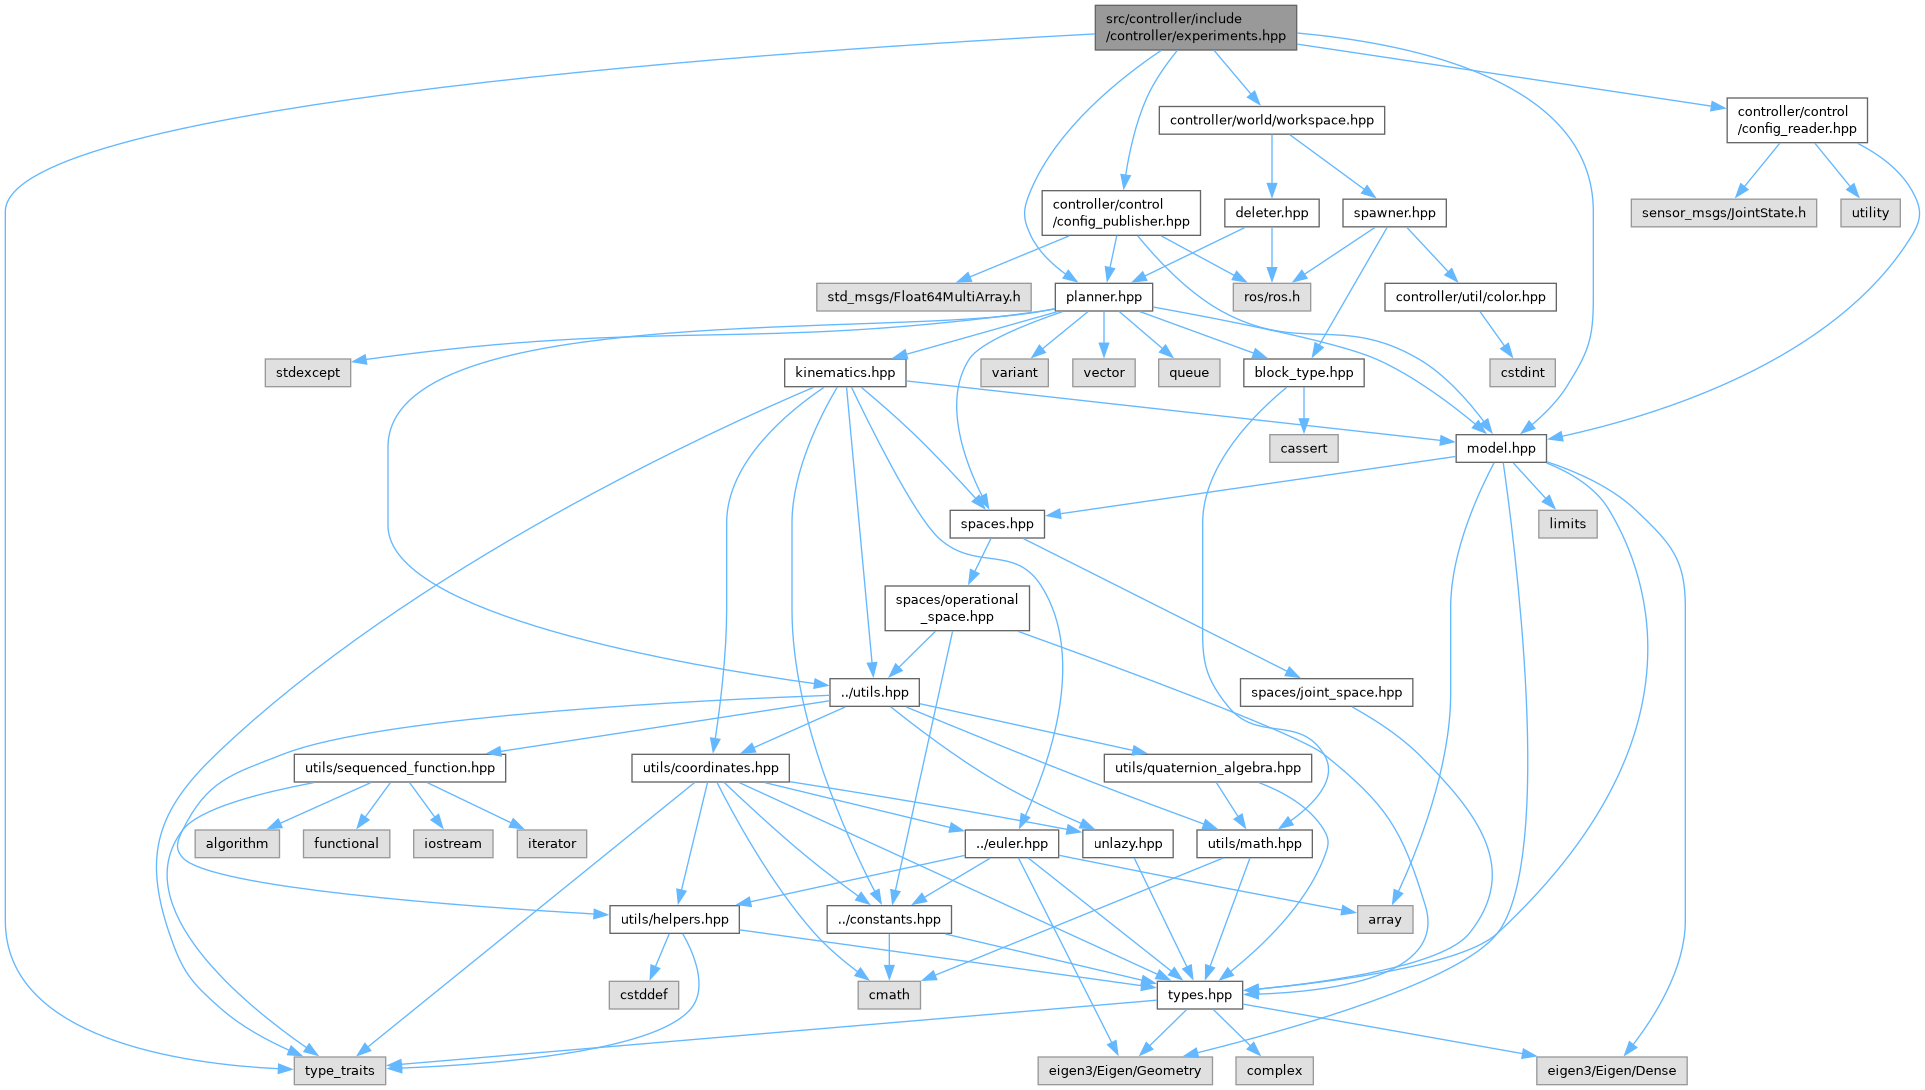 src/controller/include
/controller/experiments.hpp
controller/world/workspace.hpp
controller/control
/config_reader.hpp
controller/control
/config_publisher.hpp
deleter.hpp
spawner.hpp
sensor_msgs/JointState.h
utility
std_msgs/Float64MultiArray.h
planner.hpp
ros/ros.h
controller/util/color.hpp
stdexcept
kinematics.hpp
variant
vector
queue
block_type.hpp
cstdint
cassert
model.hpp
spaces.hpp
limits
spaces/operational
_space.hpp
../utils.hpp
spaces/joint_space.hpp
utils/sequenced_function.hpp
utils/coordinates.hpp
utils/quaternion_algebra.hpp
algorithm
functional
iostream
iterator
../euler.hpp
unlazy.hpp
utils/math.hpp
utils/helpers.hpp
../constants.hpp
array
cstddef
cmath
types.hpp
type_traits
eigen3/Eigen/Geometry
complex
eigen3/Eigen/Dense